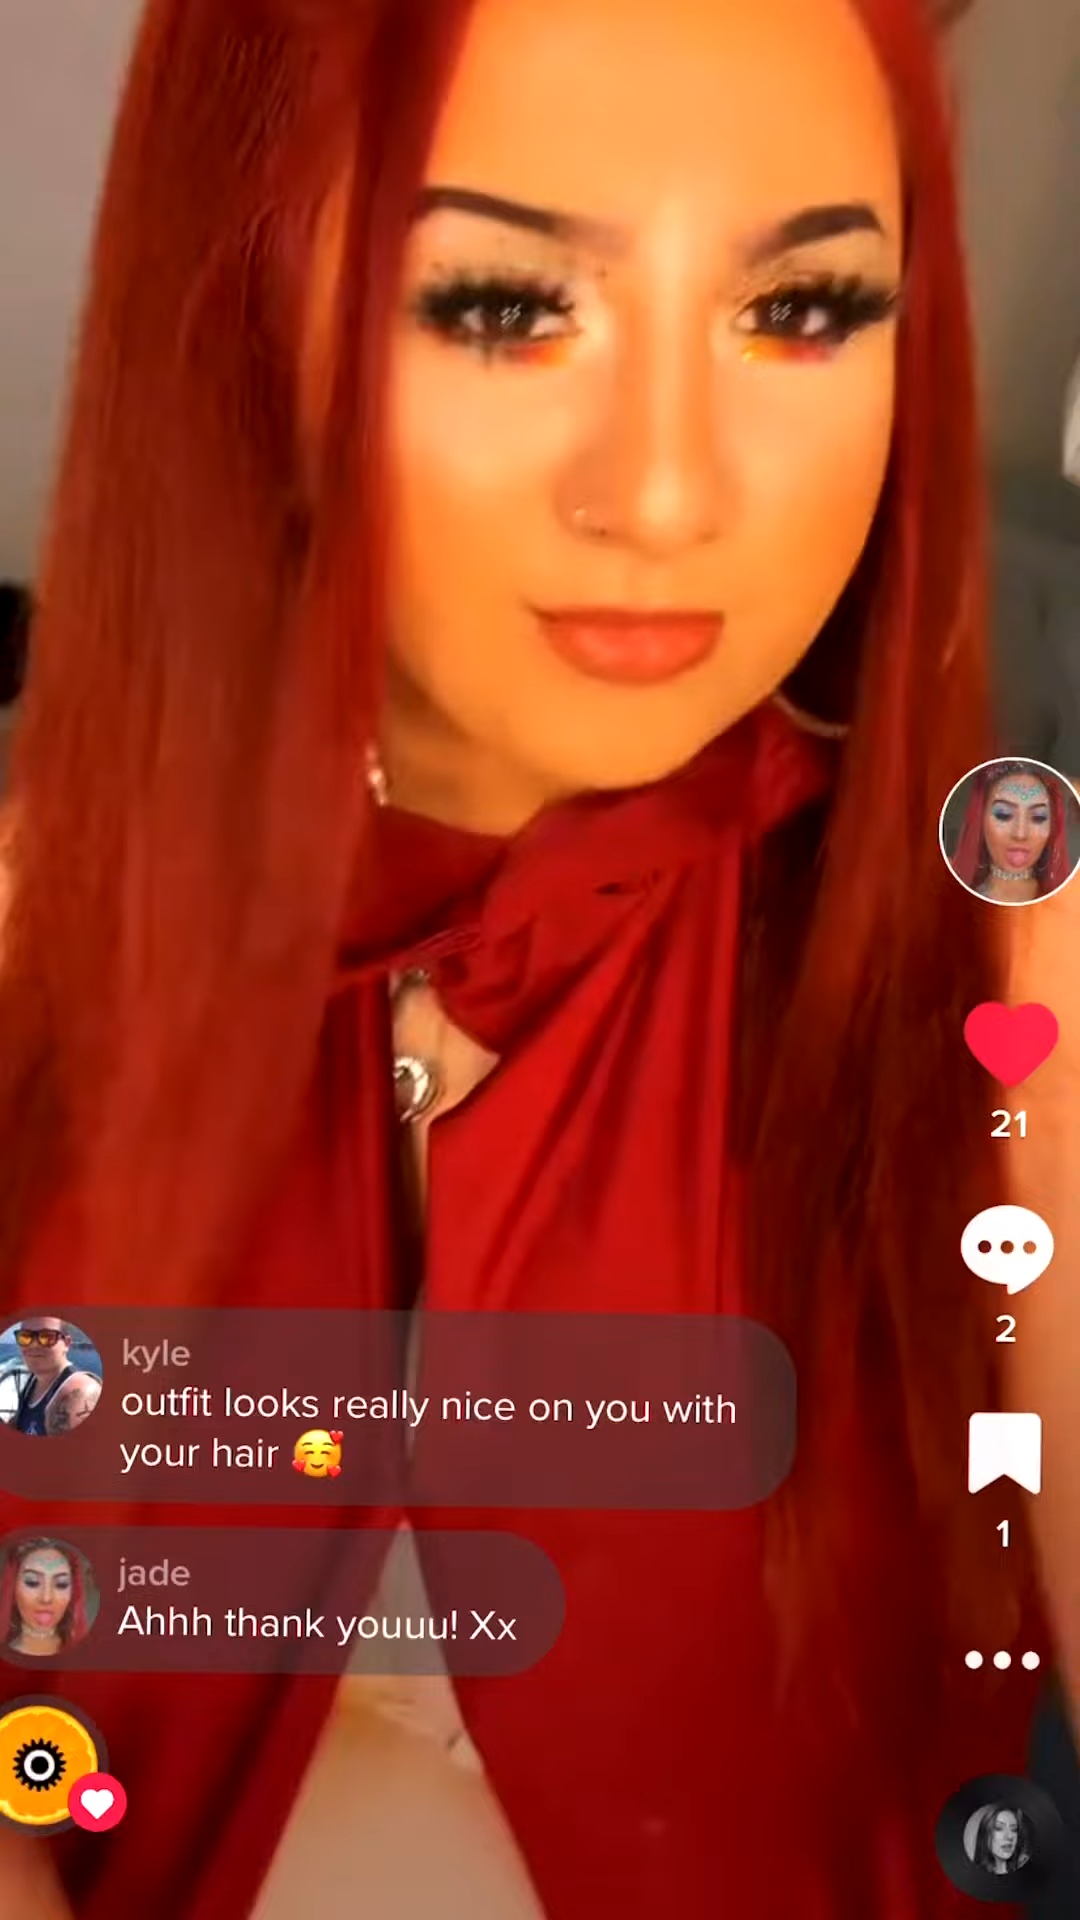 21
2
kyle
outfit looks really nice on you with
your hair 🥰
1
jade
Ahhh thank youuu! Xx